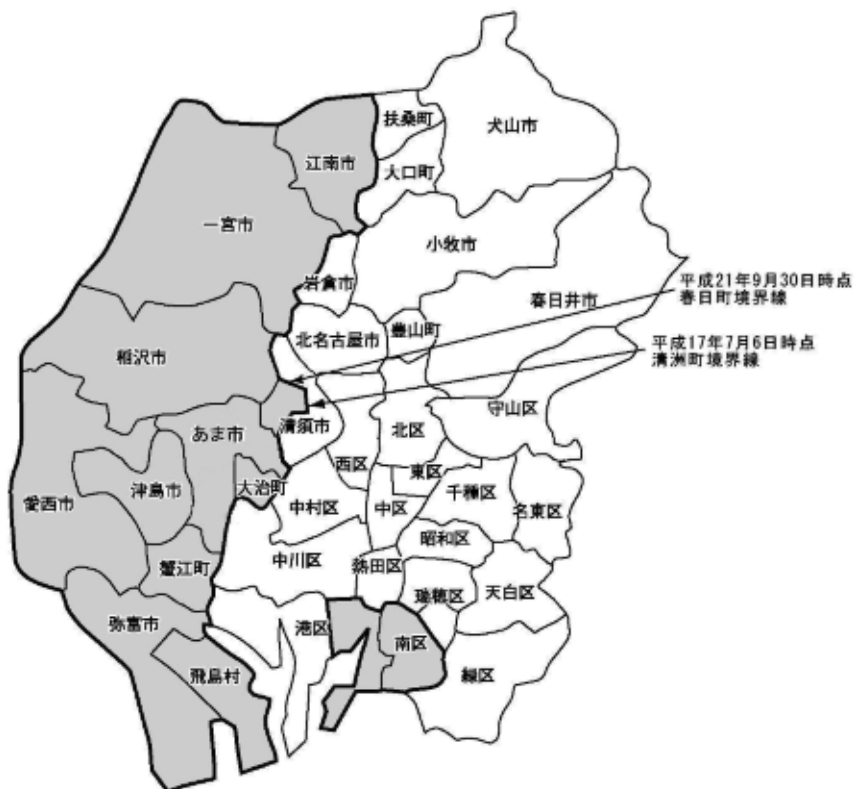 扶桑町
犬山市
江南市
大口町
一宮市
小牧市
岩倉市
平成21年9月30日時点
春日町境界線
春日井市
北名古屋市
豊山町
平成17年7月6日時点
清洲町境界線
稲沢市
守山区
あま市
清須市
北区
西区
東区
大治町
千種区
津島市
愛西市
中村区
中区
名東区
昭和区
中川区
熱田区
蟹江町
天白区
瑞穂区
弥富市
港区
南区
飛島村
緑区